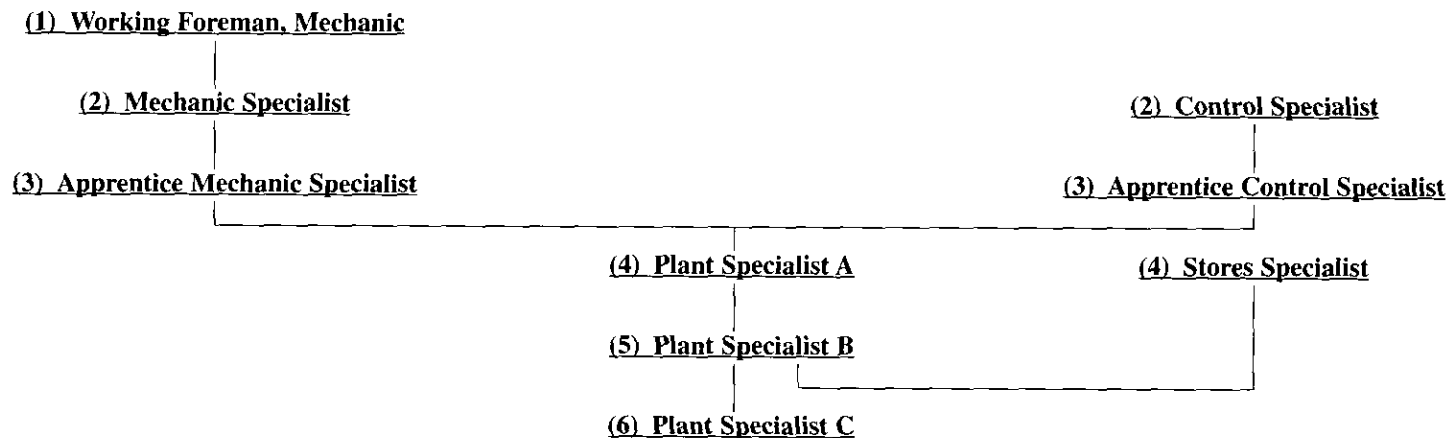 (1) Working Foreman, Mechanic
(2) Mechanic Specialist
(2) Control Specialist
(3) Apprentice Mechanic Specialist
(3) Apprentice Control Specialist
(4) Plant Specialist A
(4) Stores Specialist
(5) Plant Specialist B
(6) Plant Specialist C